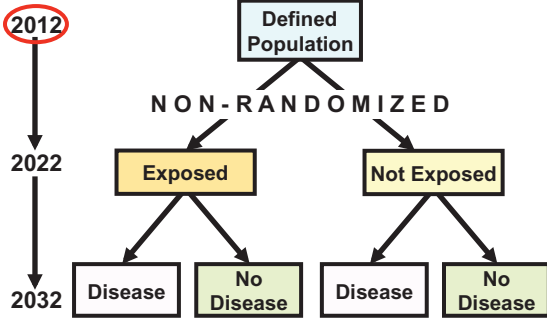 2012
Defined
Population
NON-RANDOMIZED
2022
Exposed
Not Exposed
2032
Disease
No
Disease
Disease
No
Disease